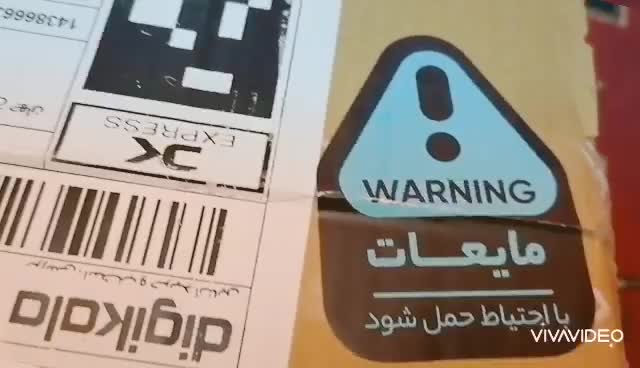 WARNING
مایعات
با احتیاط حمل شود
EXPRESS
digikala
VIVAVIDEO